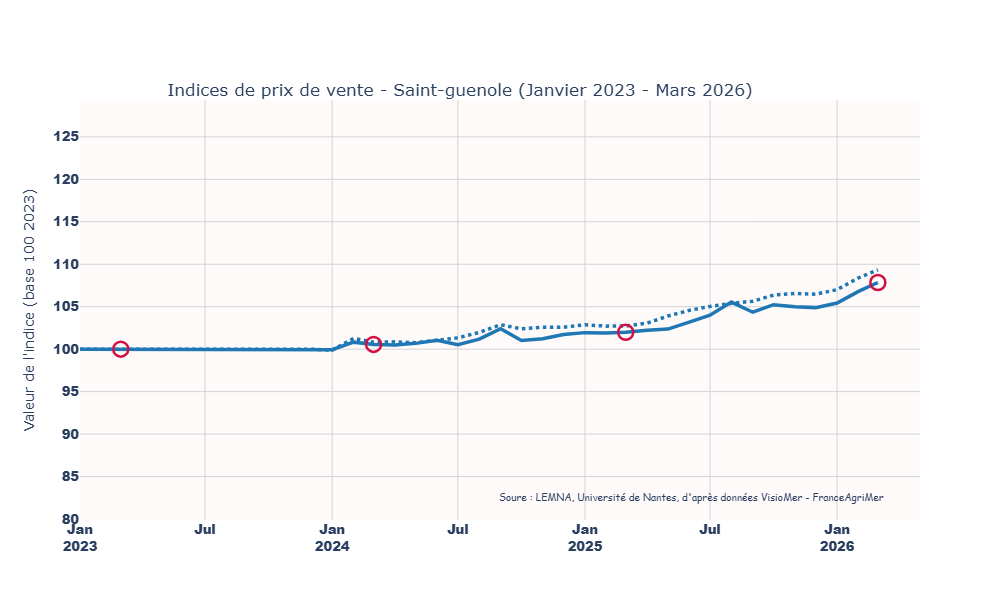 Indices de prix de vente - Saint-guenole (Janvier 2023 - Mars 2026)
Valeur de l'indice (base 100 2023)
125
120
115
110
105
100
95
90
85
80
Soure : LEMNA, Université de Nantes, d'après données VisioMer - FranceAgriMer
Jan Jul Jan Jul Jan Jul Jan
2023 2024 2025 2026